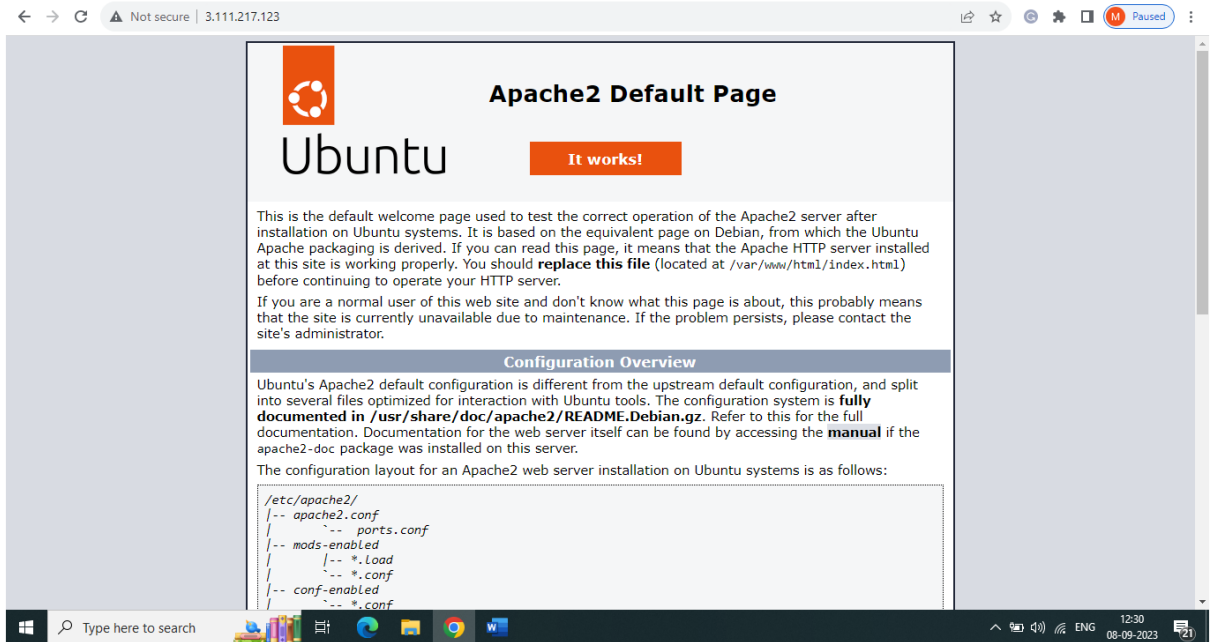 Not secure | 3.111.217.123
M Paused
Apache2 Default Page
Ubuntu
It works!
This is the default welcome page used to test the correct operation of the Apache2 server after
installation on Ubuntu systems. It is based on the equivalent page on Debian, from which the Ubuntu
Apache packaging is derived. If you can read this page, it means that the Apache HTTP server installed
at this site is working properly. You should replace this file (located at /var/www/html/index.html)
before continuing to operate your HTTP server.
If you are a normal user of this web site and don't know what this page is about, this probably means
that the site is currently unavailable due to maintenance. If the problem persists, please contact the
site's administrator.
Configuration Overview
Ubuntu's Apache2 default configuration is different from the upstream default configuration, and split
into several files optimized for interaction with Ubuntu tools. The configuration system is fully
documented in /usr/share/doc/apache2/README.Debian.gz. Refer to this for the full
documentation. Documentation for the web server itself can be found by accessing the manual if the
apache2-doc package was installed on this server.
The configuration layout for an Apache2 web server installation on Ubuntu systems is as follows:
/etc/apache2/
|-- apache2.conf
|       `--  ports.conf
|-- mods-enabled
|       |-- *.load
|       `-- *.conf
|-- conf-enabled
|       `-- *.conf
Type here to search
ENG
12:30
08-09-2023
21